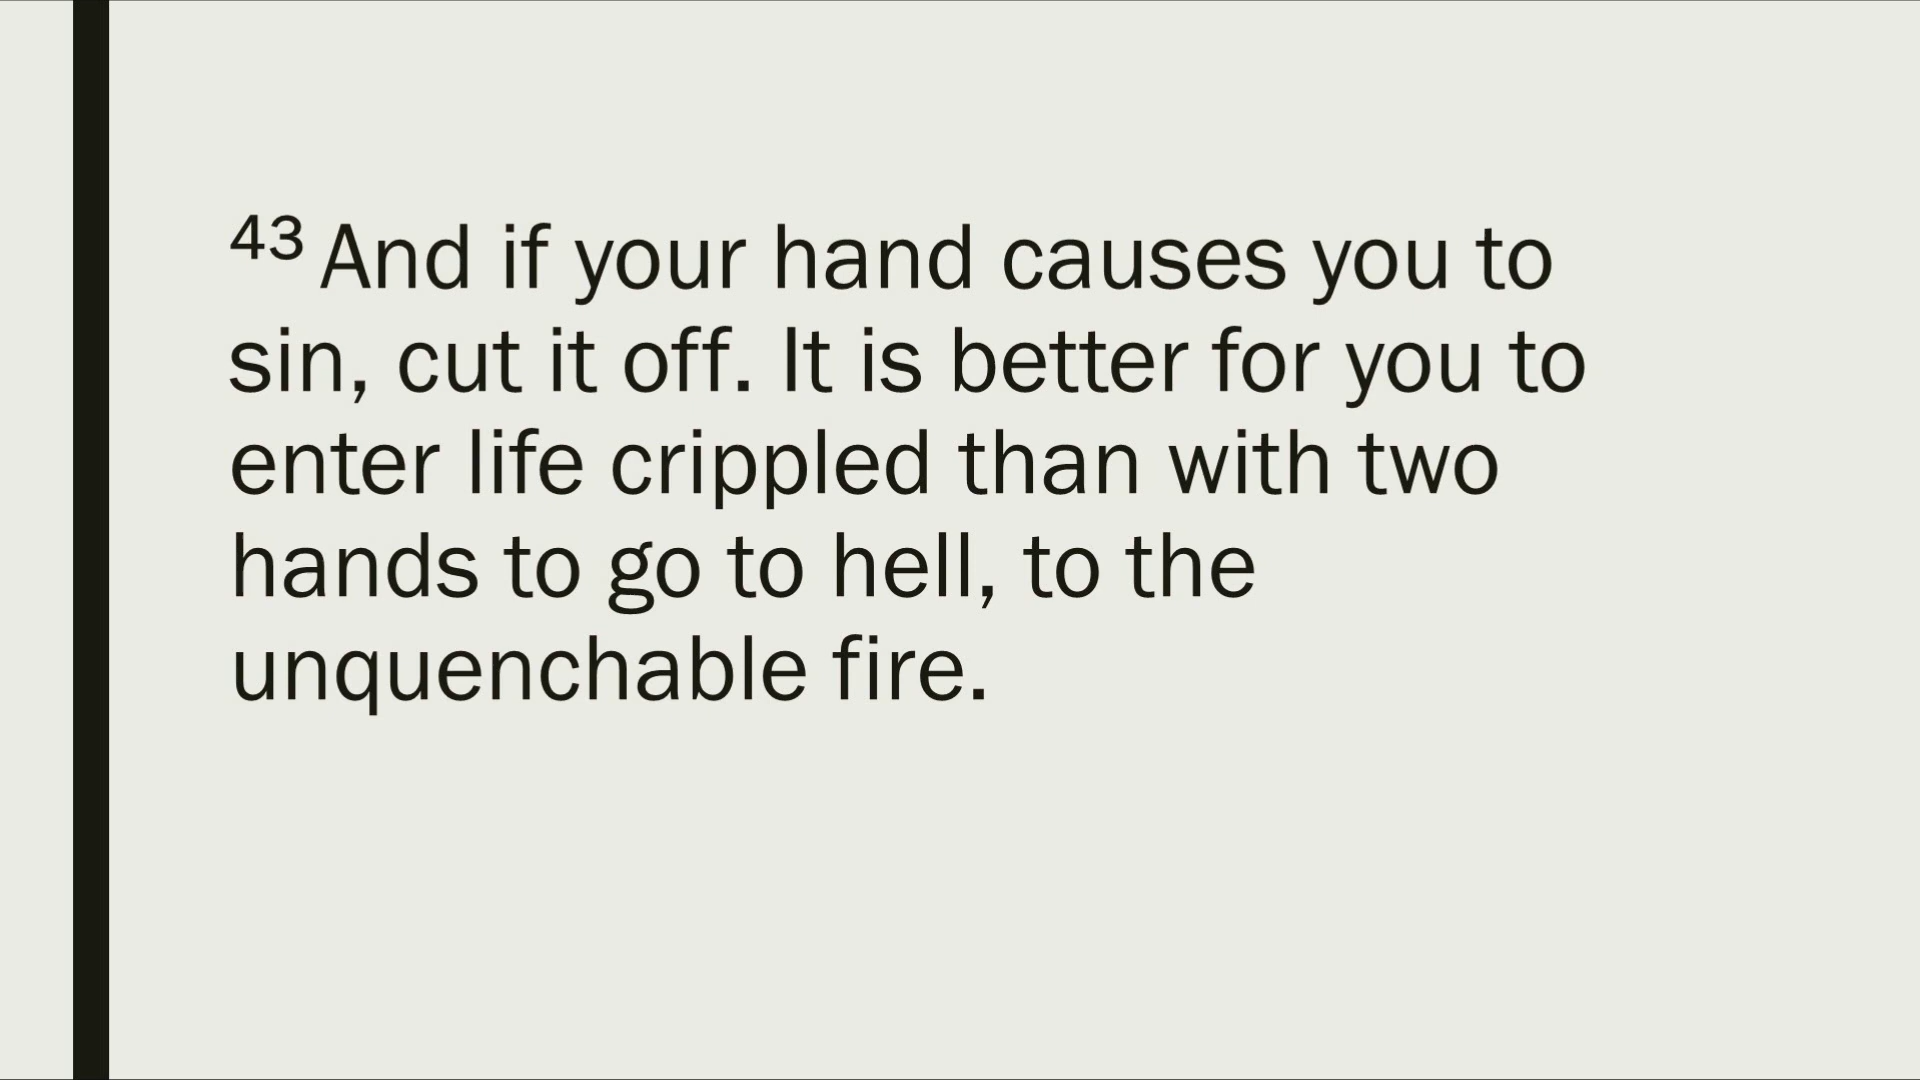 ⁴³ And if your hand causes you to
sin, cut it off. It is better for you to
enter life crippled than with two
hands to go to hell, to the
unquenchable fire.